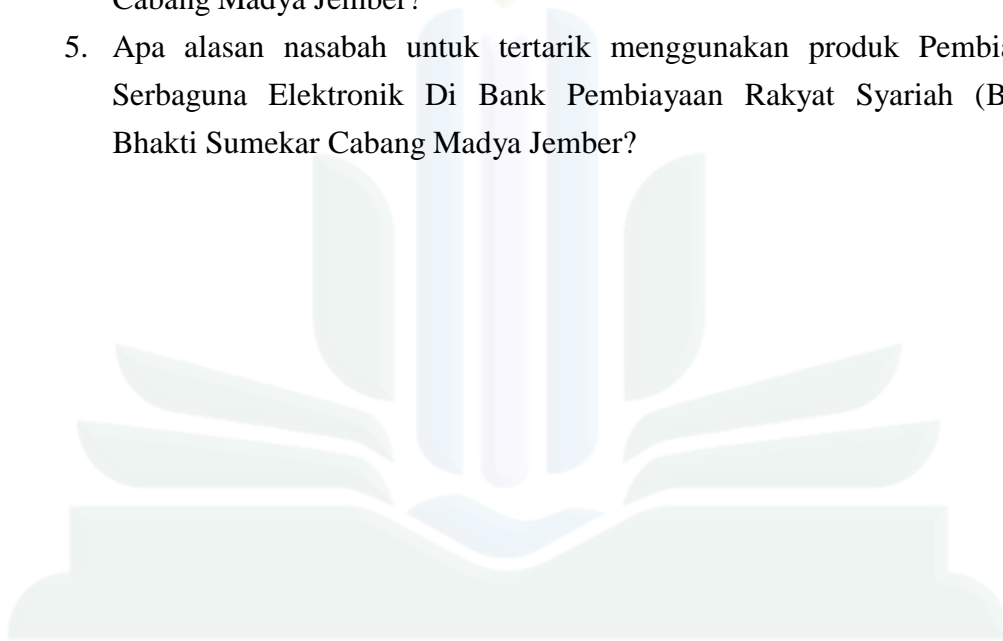 Cabang Madya Jember?
5. Apa alasan nasabah untuk tertarik menggunakan produk
Serbaguna Elektronik Di Bank Pembiayaan Rakyat Syariah
Bhakti Sumekar Cabang Madya Jember?